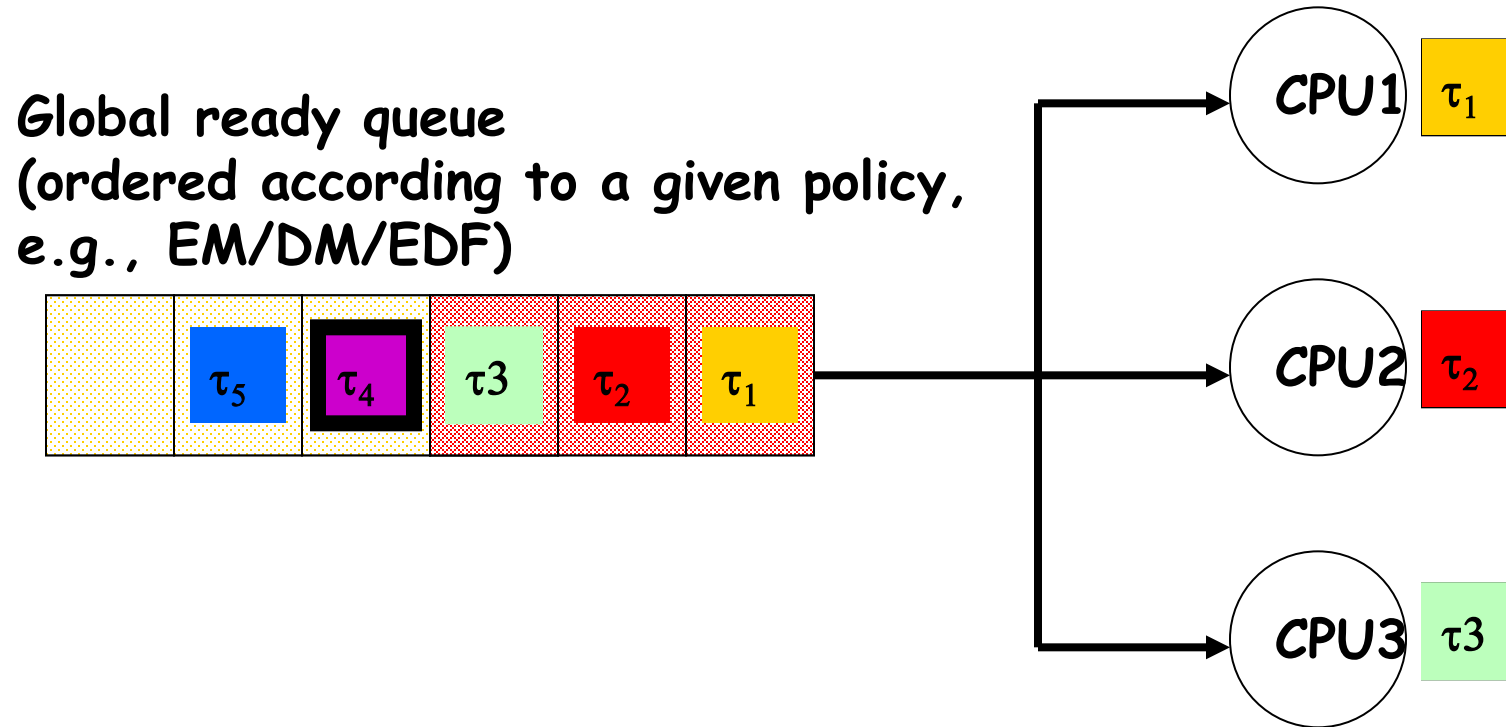 Global ready queue
(ordered according to a given policy,
e.g., EM/DM/EDF)
τ5 τ4 τ3 τ2 τ1
CPU1 τ1
CPU2 τ2
CPU3 τ3